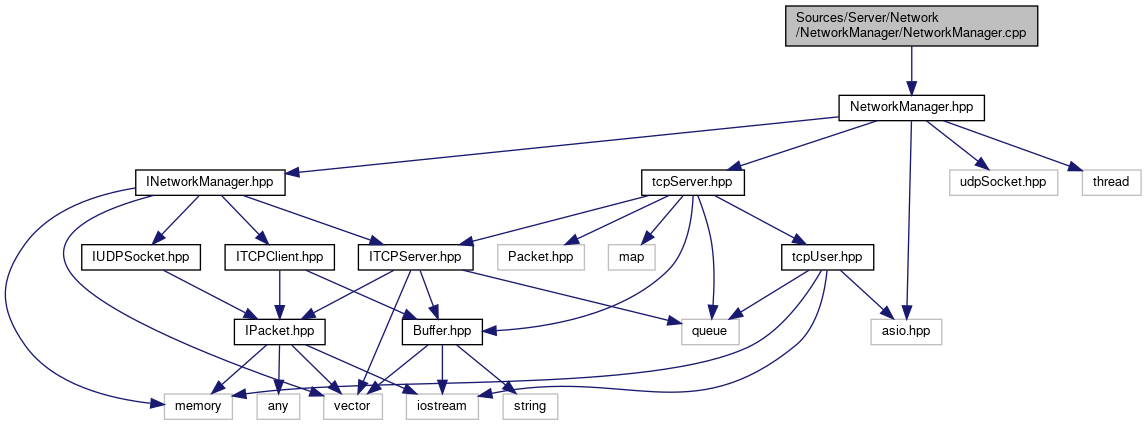 Sources/Server/Network
/NetworkManager/NetworkManager.cpp
NetworkManager.hpp
INetworkManager.hpp
tcpServer.hpp
udpSocket.hpp
thread
IUDPSocket.hpp
ITCPClient.hpp
ITCPServer.hpp
Packet.hpp
map
tcpUser.hpp
IPacket.hpp
Buffer.hpp
queue
asio.hpp
memory
any
vector
iostream
string